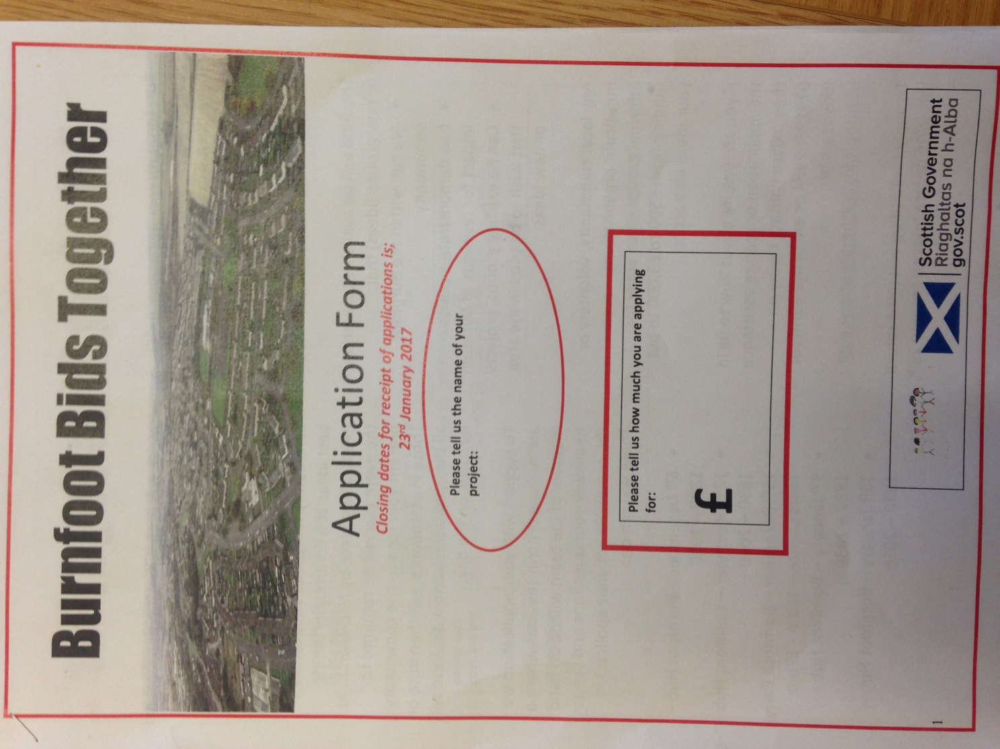 Burnfoot Bids Together
Application Form
Closing dates for receipt of applications is;
23rd January 2017
Please tell us the name of your
project:
Please tell us how much you are applying
for:
£
Scottish Government
Riaghaltas na h-Alba
gov.scot
1